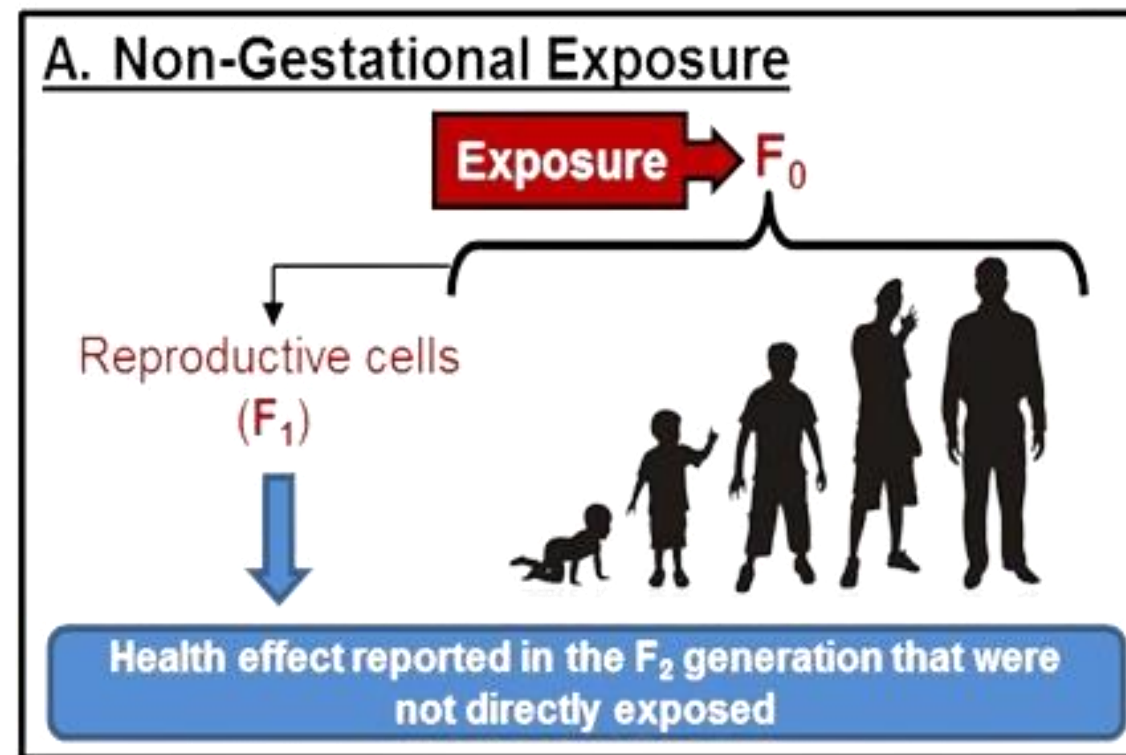 A. Non-Gestational Exposure
Exposure
F₀
Reproductive cells
(F₁)
Health effect reported in the F₂ generation that were
not directly exposed